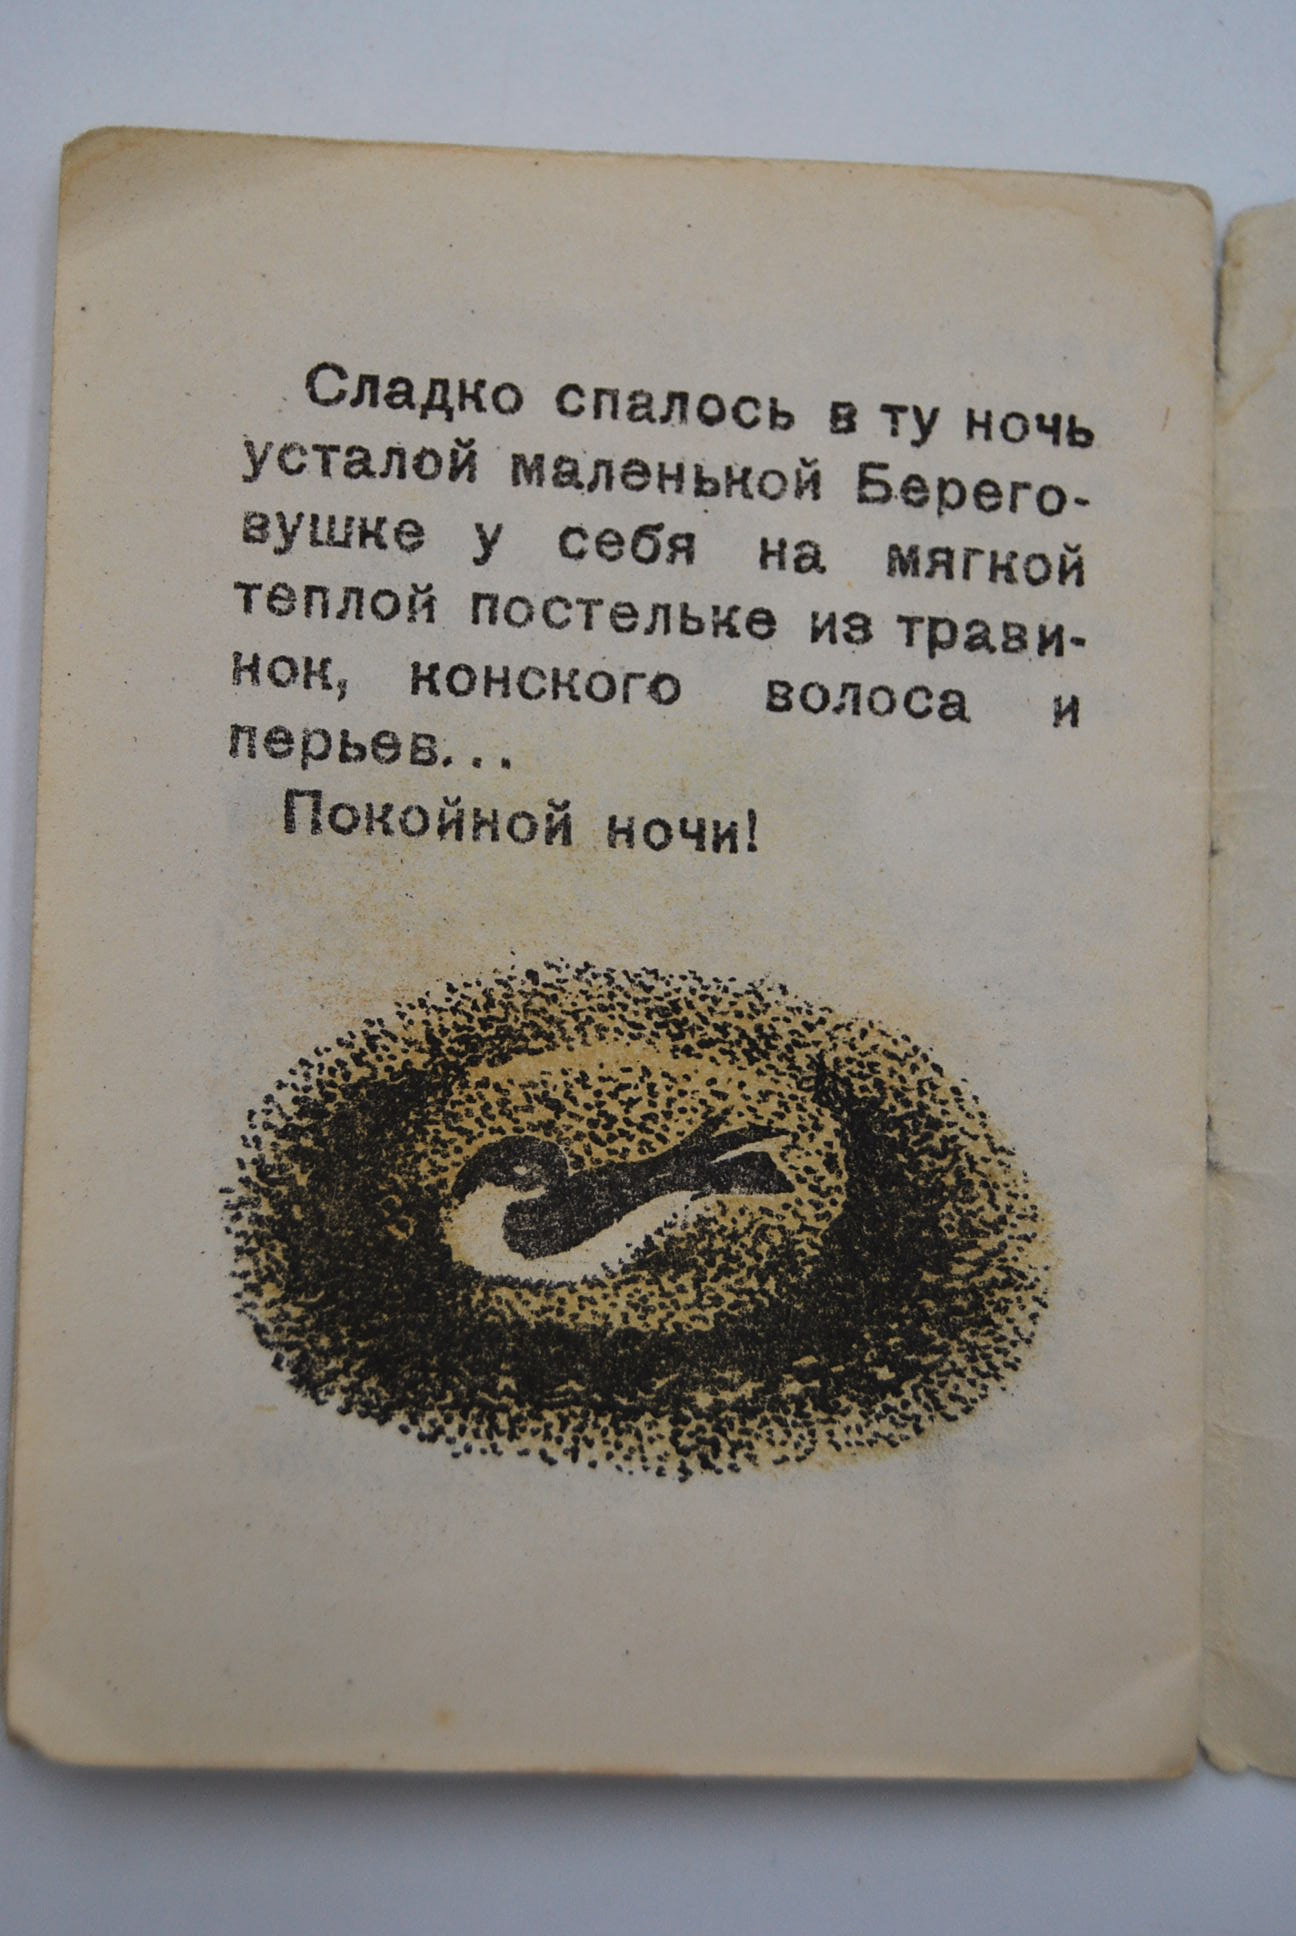 Сладко спалось в ту ночь
усталой маленькой Берего-
вушке у себя на мягкой
теплой постельке из трави-
нок, конского волоса и
перьев...
Покойной ночи!